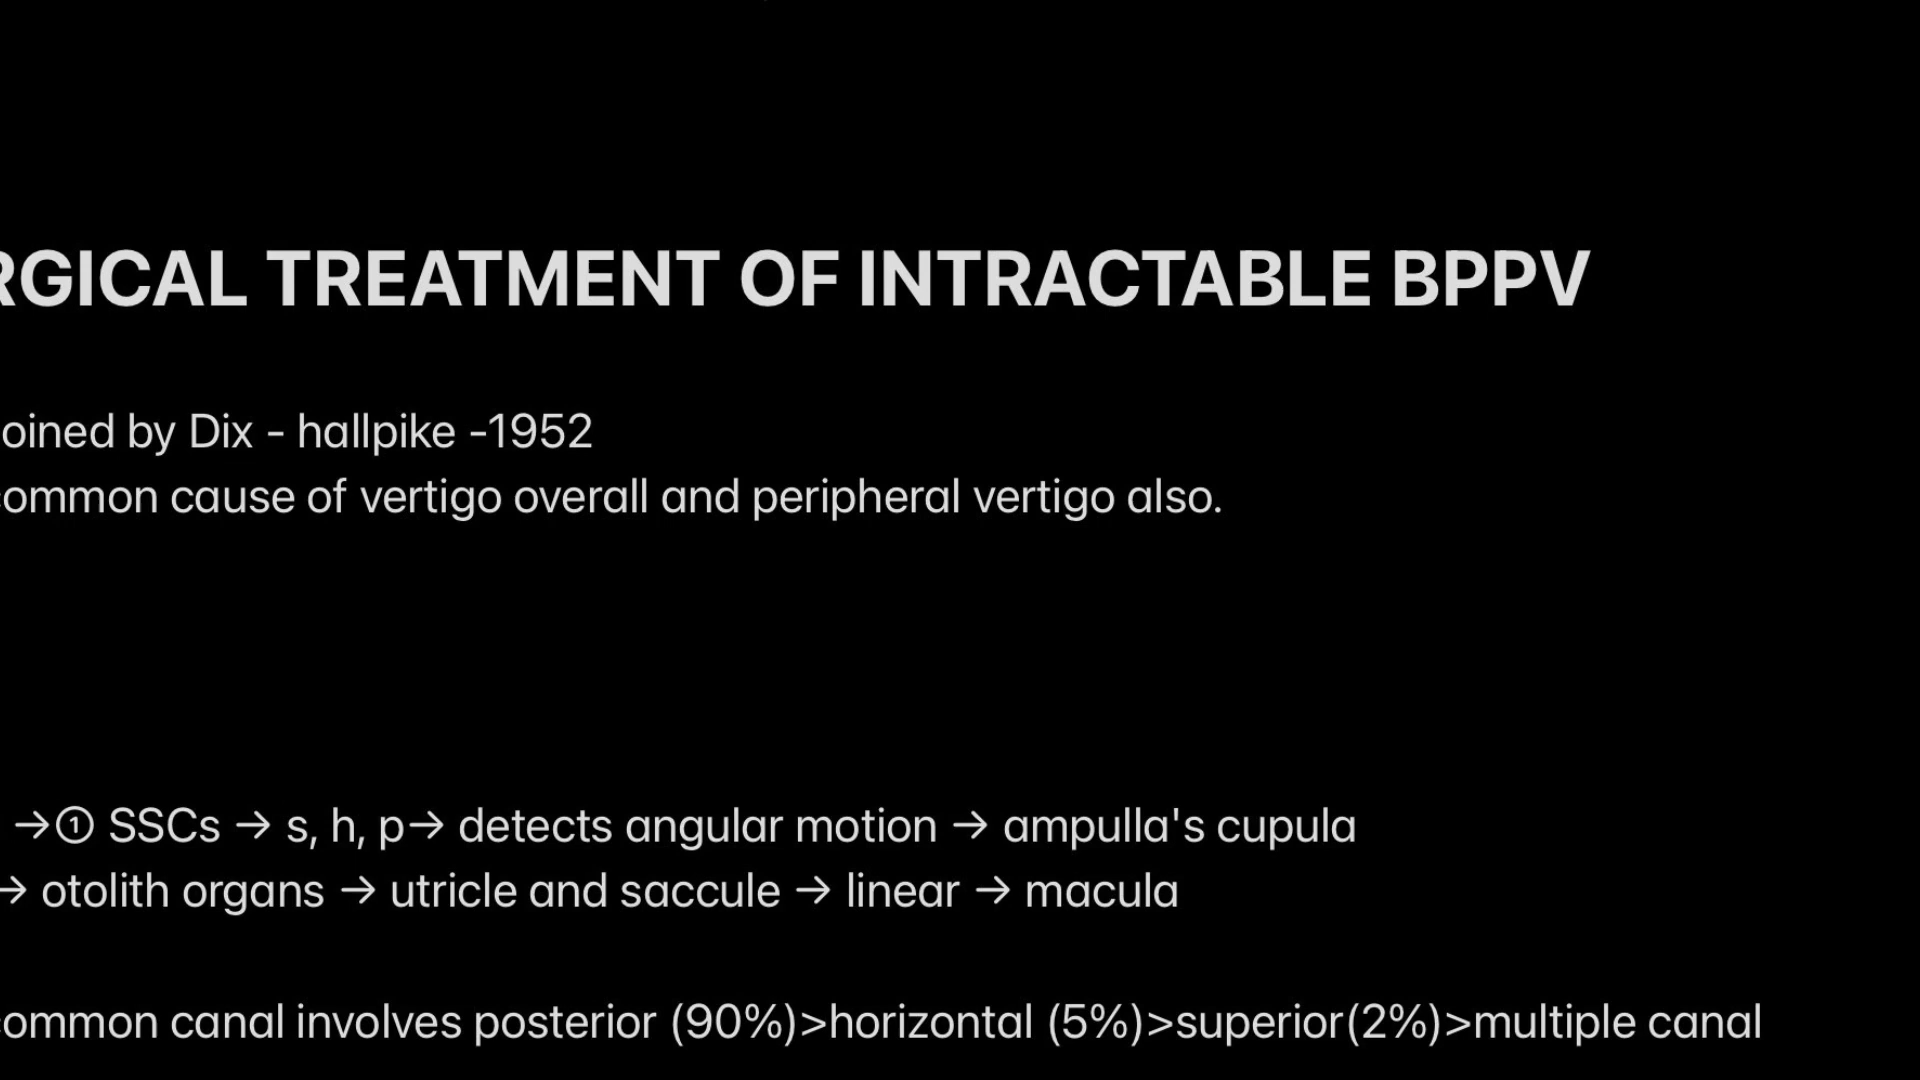 RGICAL TREATMENT OF INTRACTABLE BPPV
oined by Dix - hallpike -1952
ommon cause of vertigo overall and peripheral vertigo also.
→① SSCs → s, h, p→ detects angular motion → ampulla's cupula
→ otolith organs → utricle and saccule → linear → macula
ommon canal involves posterior (90%)>horizontal (5%)>superior(2%)>multiple canal